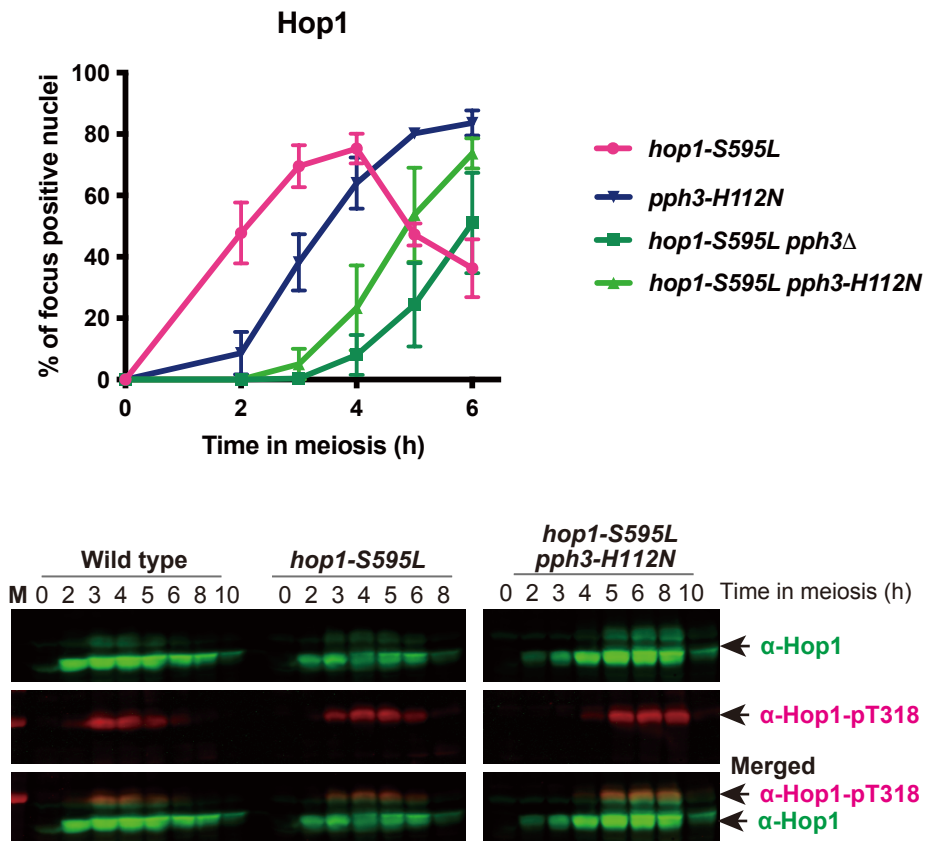 Hop1
% of focus positive nuclei
100
80
60
40
20
0
0 2 4 6
Time in meiosis (h)
hop1-S595L
pph3-H112N
hop1-S595L pph3Δ
hop1-S595L pph3-H112N
Wild type
hop1-S595L
hop1-S595L
pph3-H112N
M 0 2 3 4 5 6 8 10
0 2 3 4 5 6 8
0 2 3 4 5 6 8 10
Time in meiosis (h)
α-Hop1
α-Hop1-pT318
Merged
α-Hop1-pT318
α-Hop1